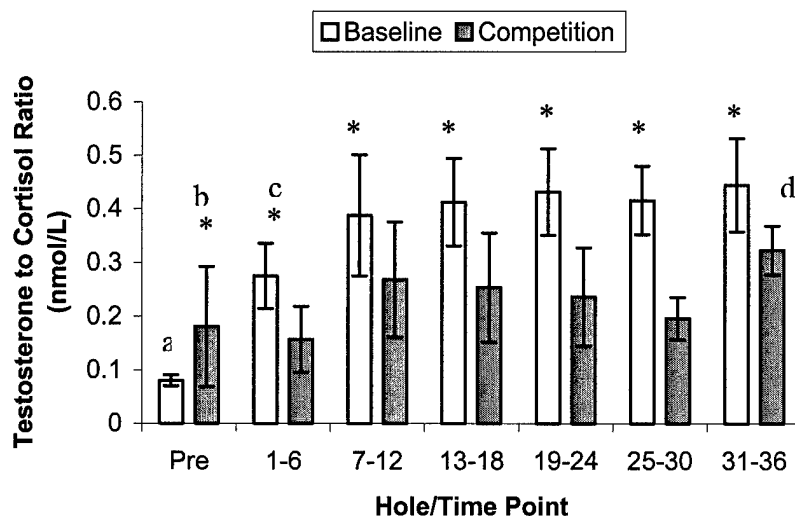 Baseline Competition
Testosterone to Cortisol Ratio
(nmol/L)
0.6
0.5
0.4
0.3
0.2
0.1
0
a
b
*
c
*
*
*
*
*
*
d
Pre 1-6 7-12 13-18 19-24 25-30 31-36
Hole/Time Point